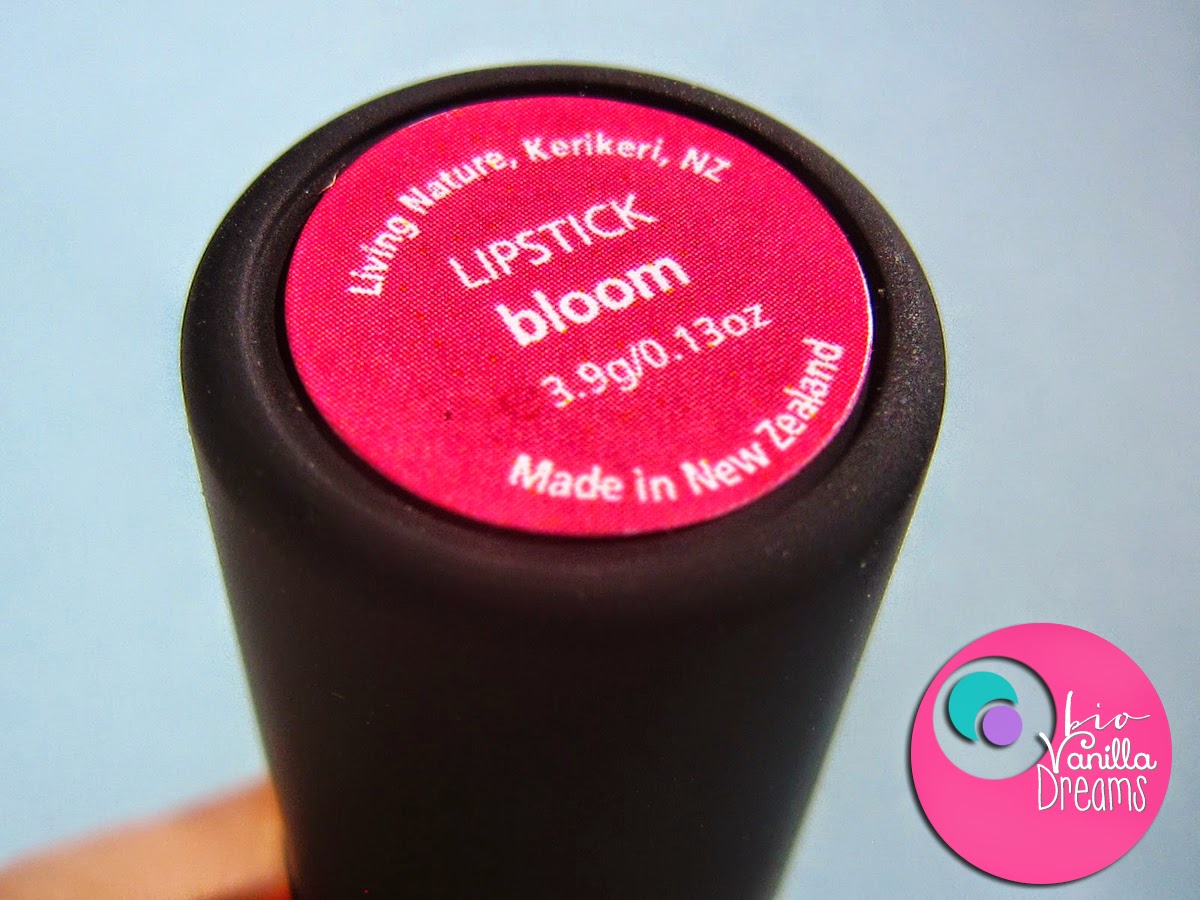 Living Nature, Kerikeri, NZ
LIPSTICK
bloom
3.9g/0.13oz
Made in New Zealand
bio
Vanilla
Dreams